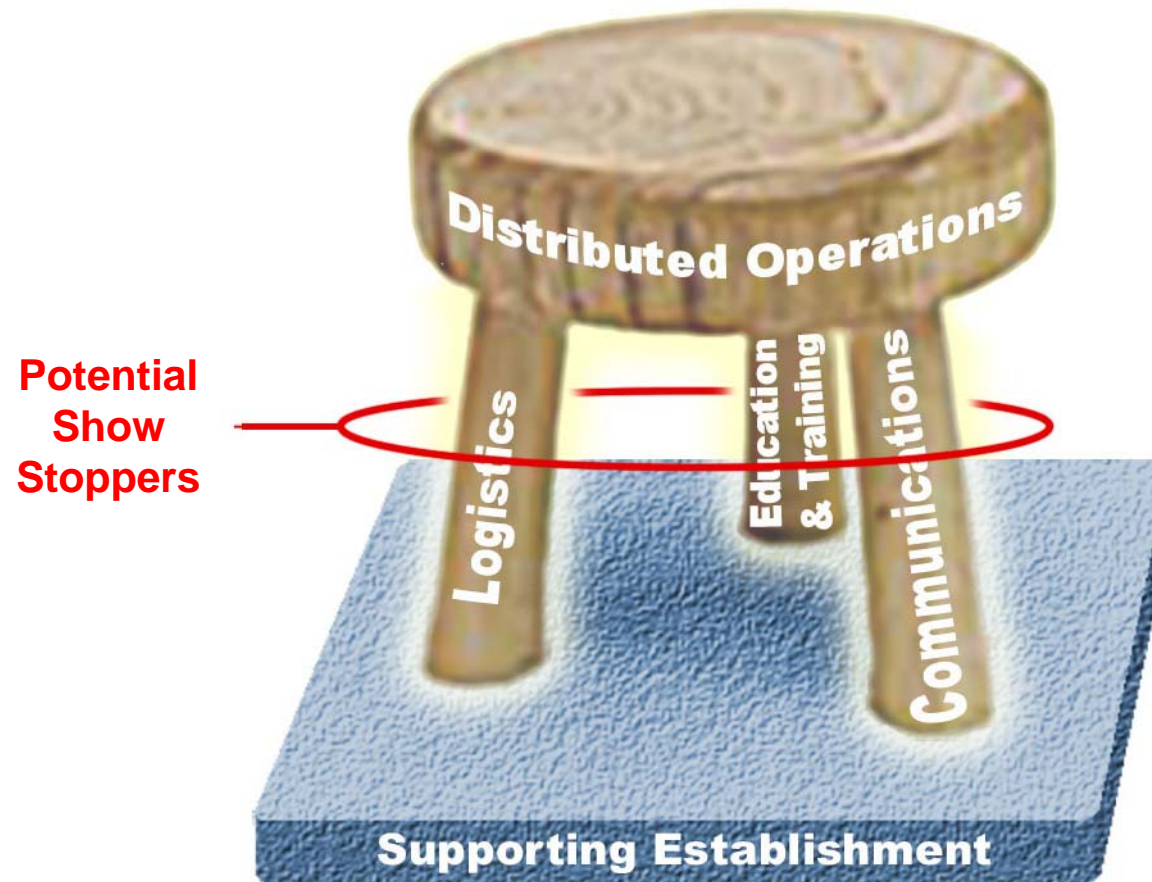 Distributed Operations
Potential
Show
Stoppers
Logistics
Education
& Training
Communications
Supporting Establishment